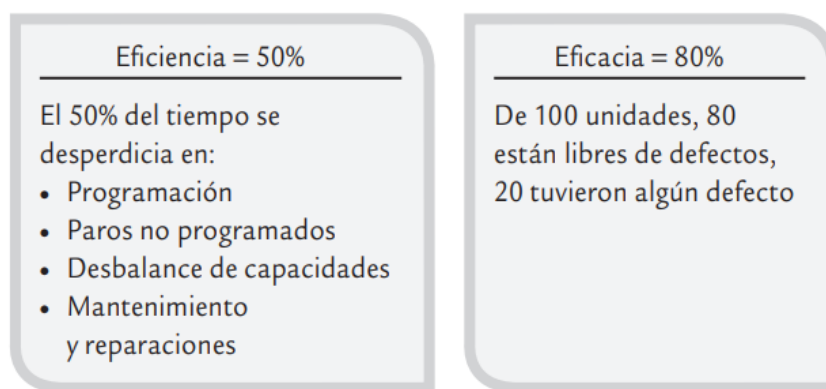 Eficiencia = 50%
El 50% del tiempo se
desperdicia en:
• Programación
• Paros no programados
• Desbalance de capacidades
• Mantenimiento
y reparaciones
Eficacia = 80%
De 100 unidades, 80
están libres de defectos,
20 tuvieron algún defecto